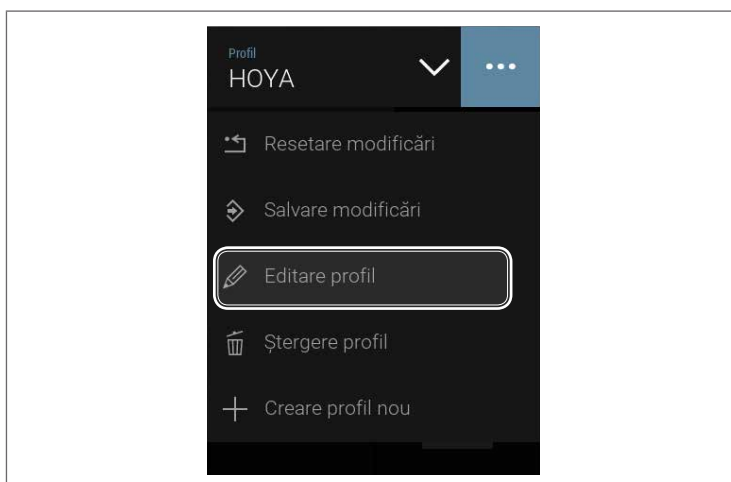 Profil
HOYA
Resetare modificări
Salvare modificări
Editare profil
Ștergere profil
Creare profil nou